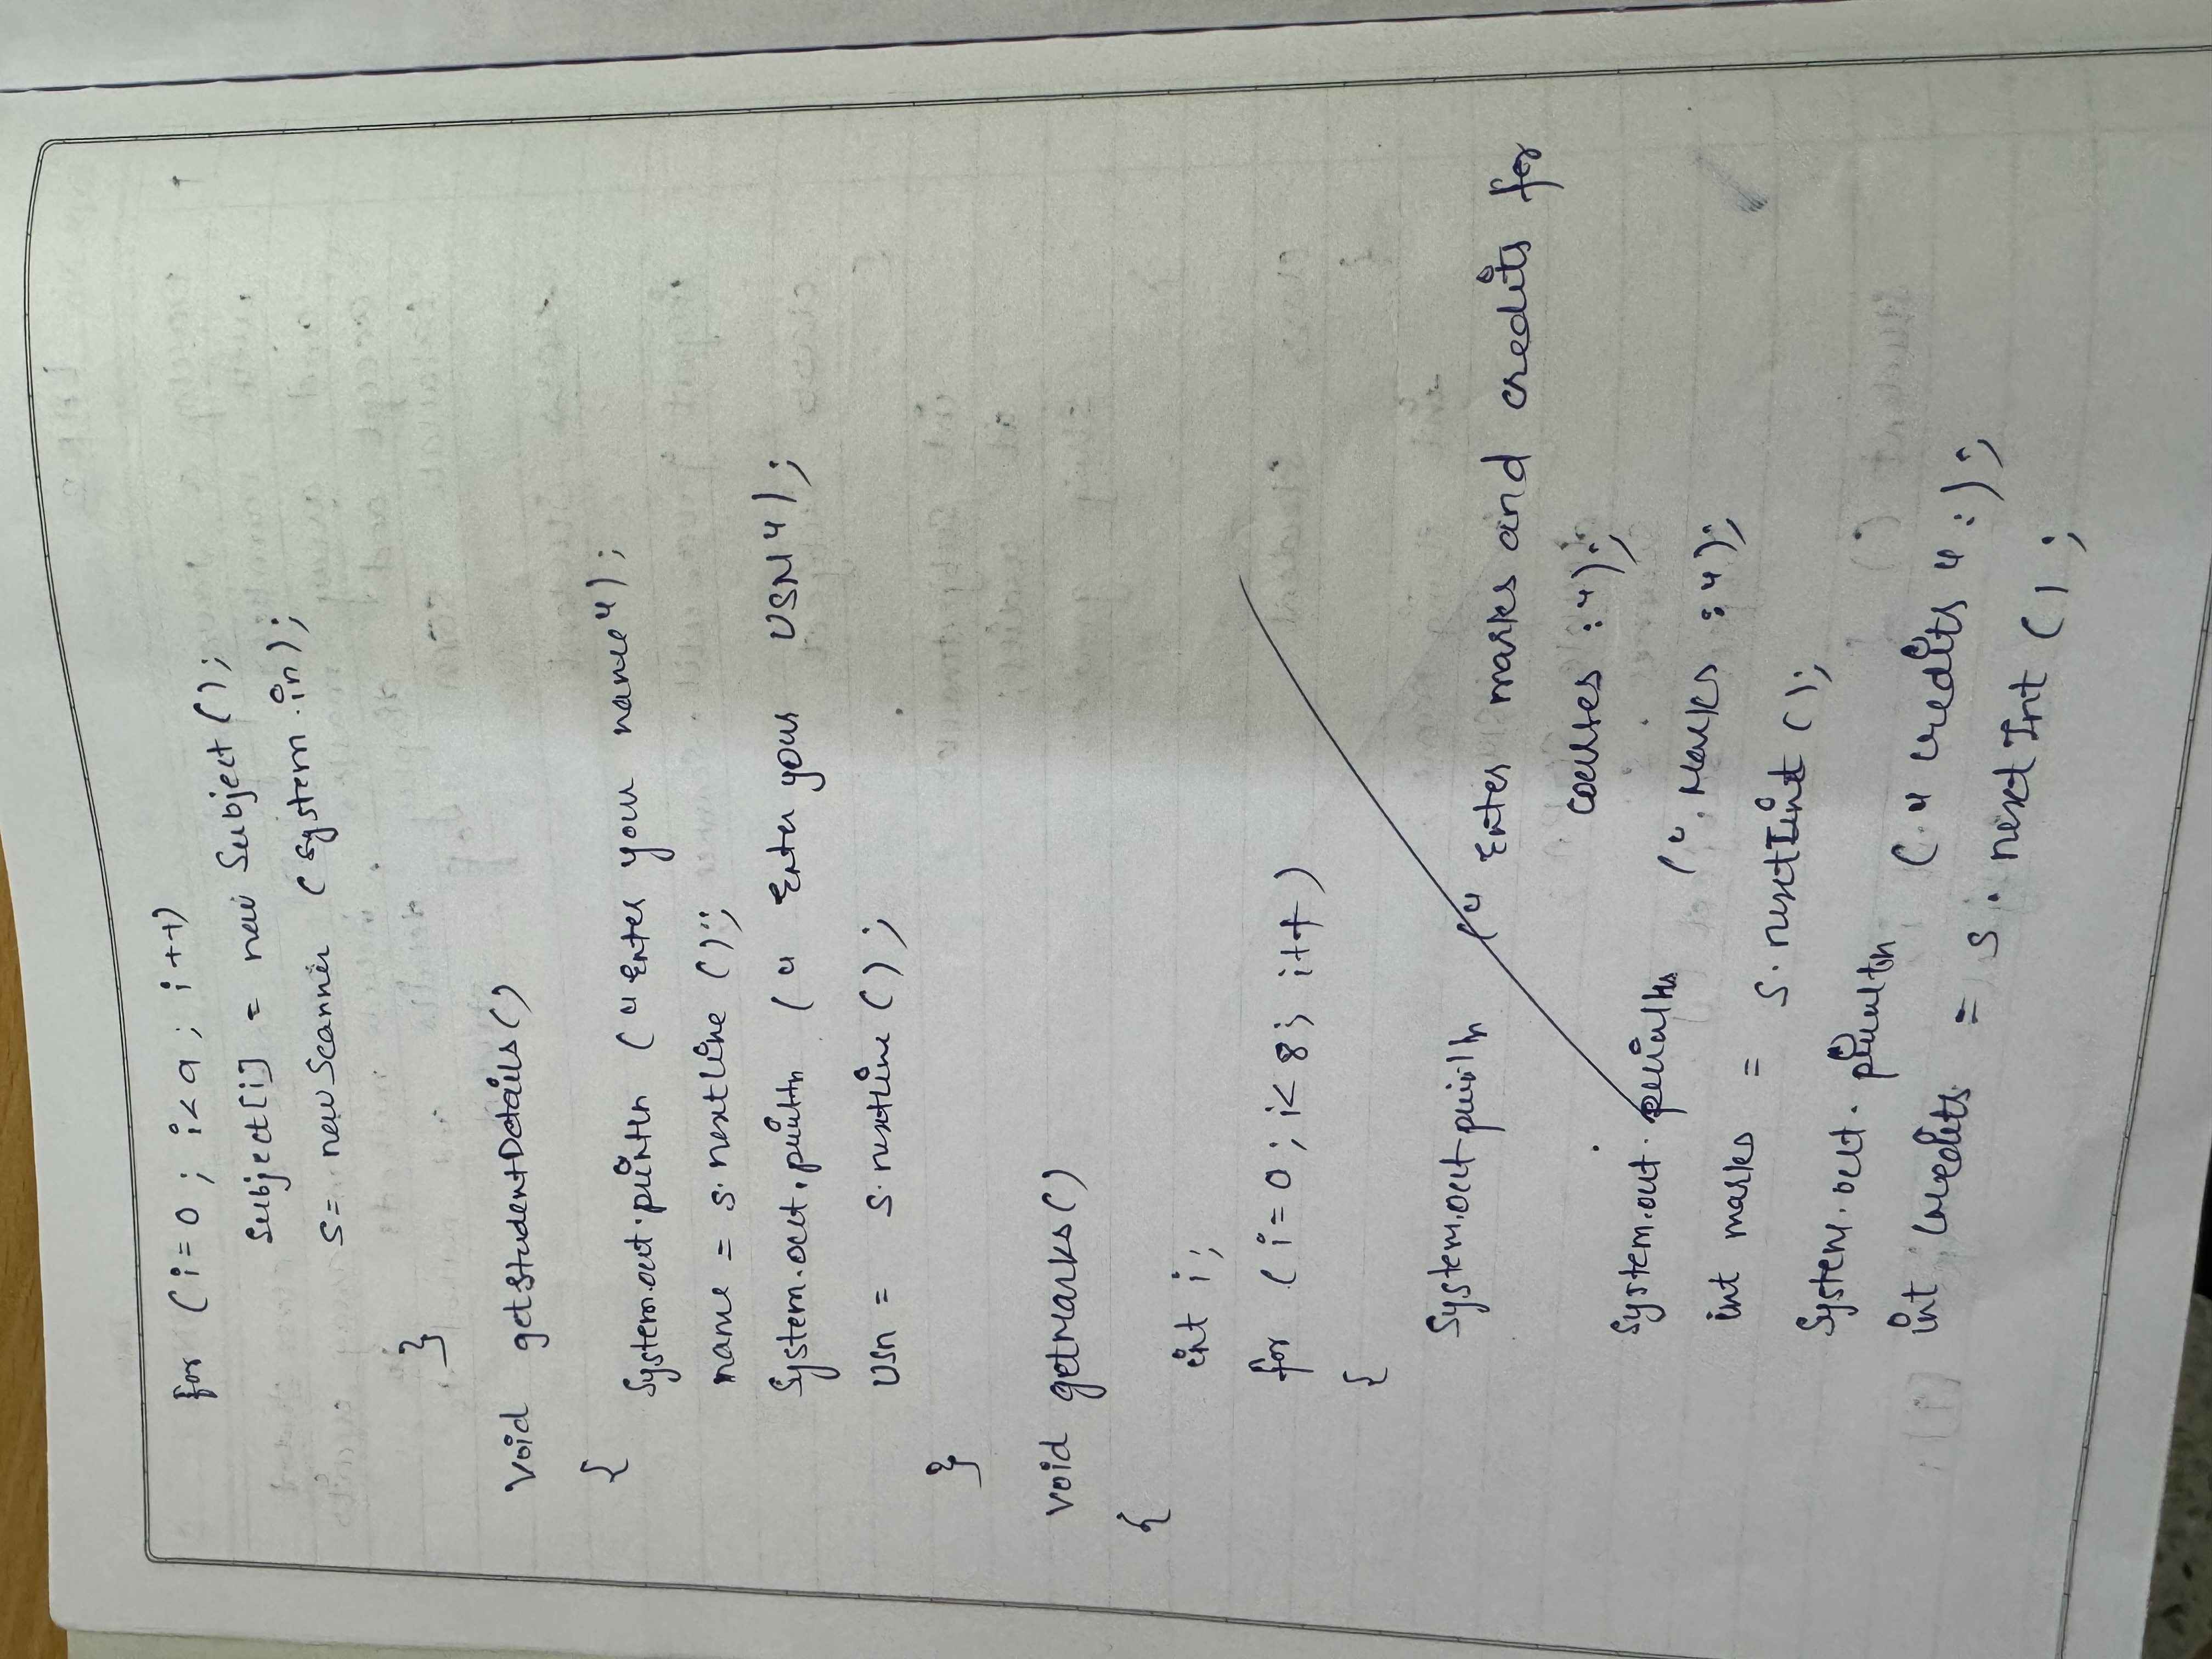 for (i=0 ; i<9 ; i++)
Subject[i] = new Subject();
s= new Scanner (System.in);
}
Void getStudentDetails()
{
System.out.println ("Enter your name");
name = s.nextline ();
System.out.println (" Enter your USN");
Usn = s.nextline ();
}
Void getMarks()
{
int i;
for (i=0; i<8; i++)
{
System.out println (" Enter marks and credits for
courses :");
System.out.println (" Marks :");
int marks = s.nextInt ();
System.out.println (" credits " :);
int credits = s.nextInt ();